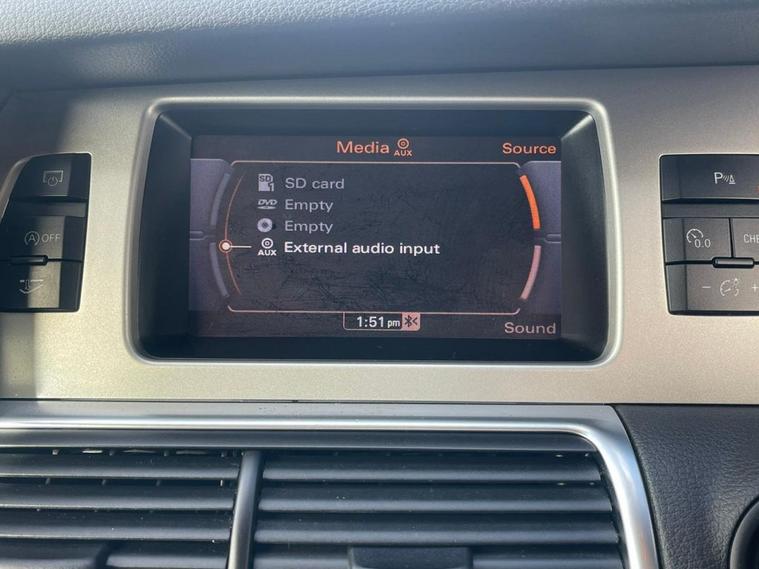 Media AUX Source
SD 1 SD card
DVD Empty
Empty
AUX External audio input
1:51 pm
Sound
A OFF
P
0.0 CHE
- +